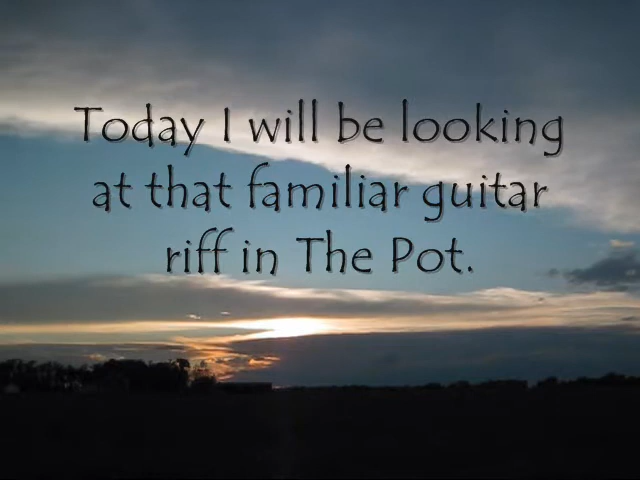 Today I will be looking
at that familiar guitar
riff in The Pot.